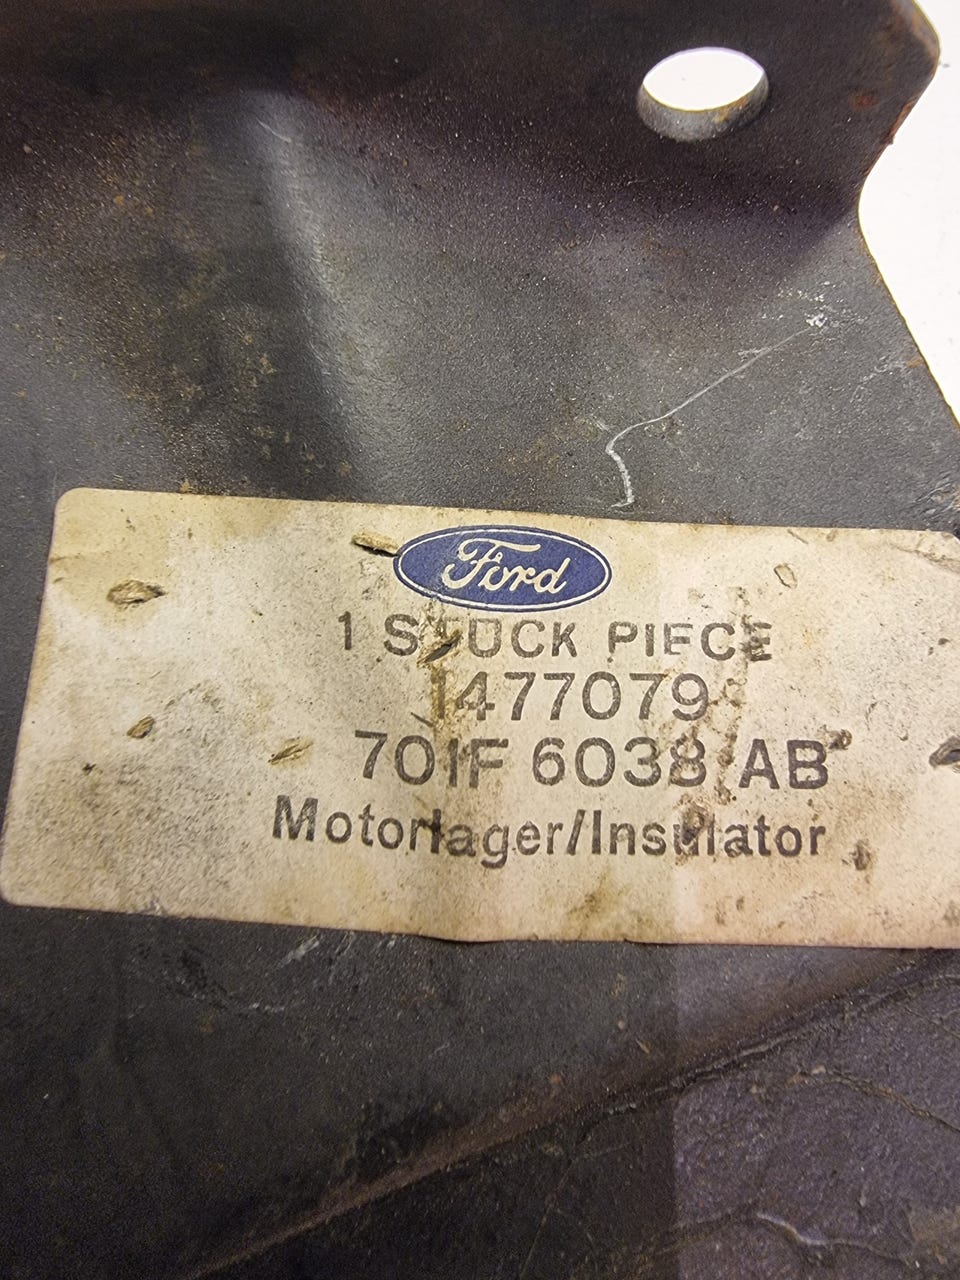 Ford
1 STUCK PIECE
1477079
701F 6038 AB
Motorlager/Insulator